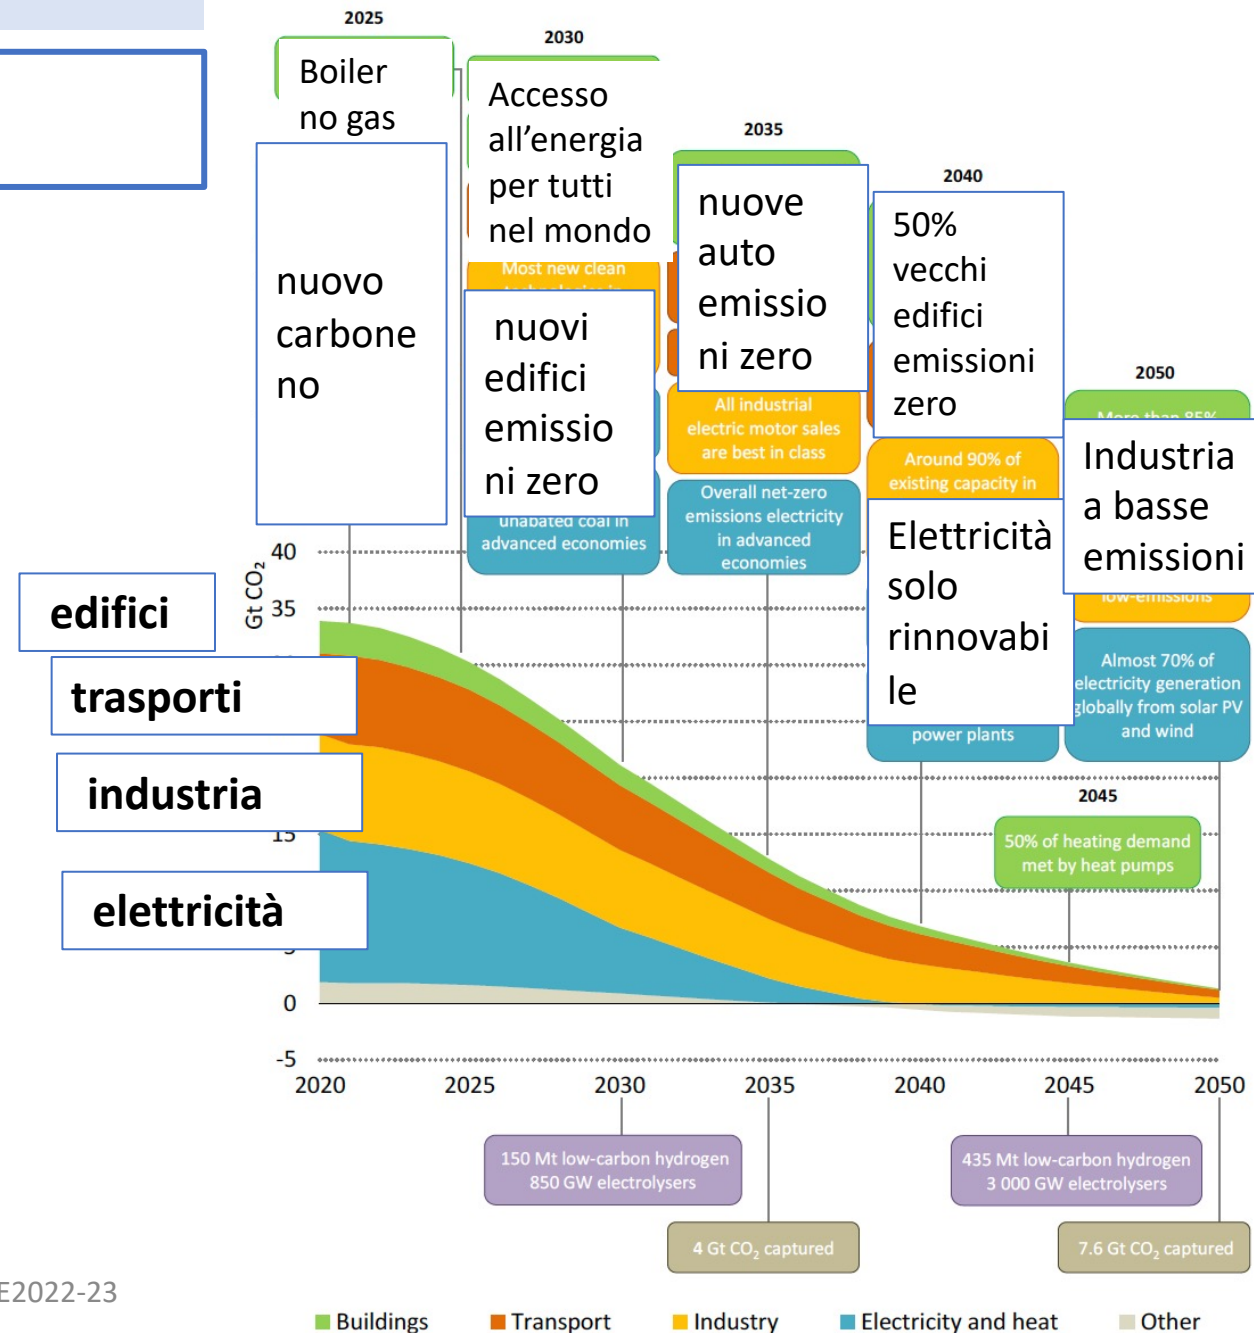 2025
Boiler
no gas
nuovo
carbone
no
2030
Accesso
all'energia
per tutti
nel mondo
Most new clean
nuovi
edifici
emissio
ni zero
unabated coal in
advanced economies
2035
nuove
auto
emissio
ni zero
All industrial
electric motor sales
are best in class
Overall net-zero
emissions electricity
in advanced
economies
2040
50%
vecchi
edifici
emissioni
zero
Around 90% of
existing capacity in
Elettricità
solo
rinnovabi
le
power plants
2050
More than 85%
Industria
a basse
emissioni
low-emissions
Almost 70% of
electricity generation
globally from solar PV
and wind
2045
50% of heating demand
met by heat pumps
Gt CO₂
40
35
15
5
0
-5
edifici
trasporti
industria
elettricità
2020 2025 2030 2035 2040 2045 2050
150 Mt low-carbon hydrogen
850 GW electrolysers
435 Mt low-carbon hydrogen
3 000 GW electrolysers
4 Gt CO₂ captured
7.6 Gt CO₂ captured
E2022-23
Buildings Transport Industry Electricity and heat Other